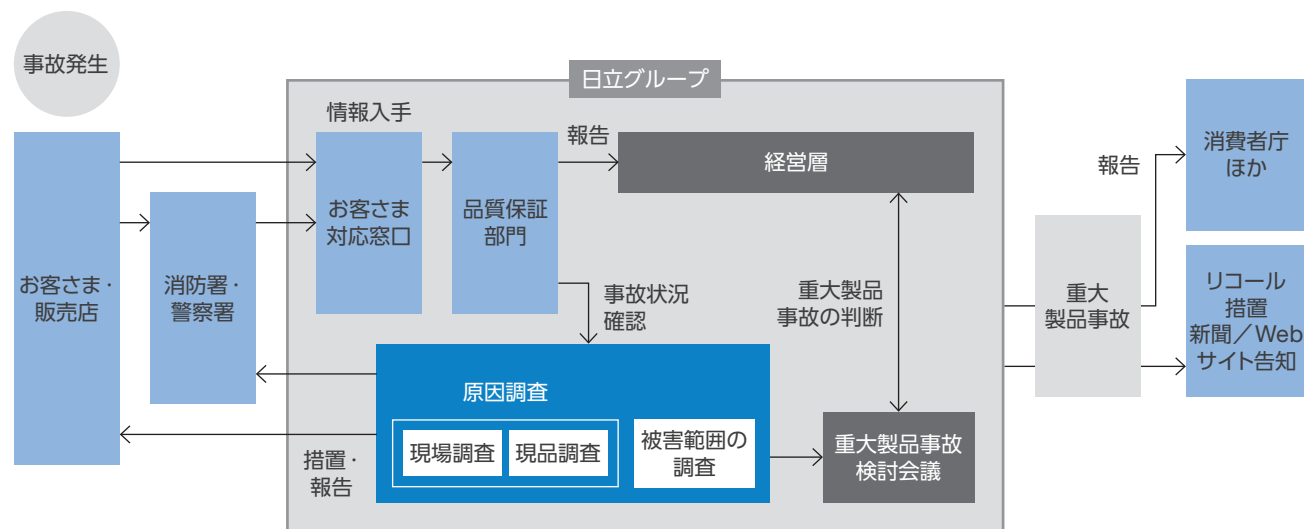 事故発生
日立グループ
情報入手
報告
経営層
お客さま
対応窓口
品質保証
部門
お客さま・
販売店
消防署・
警察署
事故状況
確認
重大製品
事故の判断
原因調査
現場調査
現品調査
被害範囲の
調査
措置・
報告
重大製品事故
検討会議
重大
製品事故
報告
消費者庁
ほか
リコール
措置
新聞／Web
サイト告知